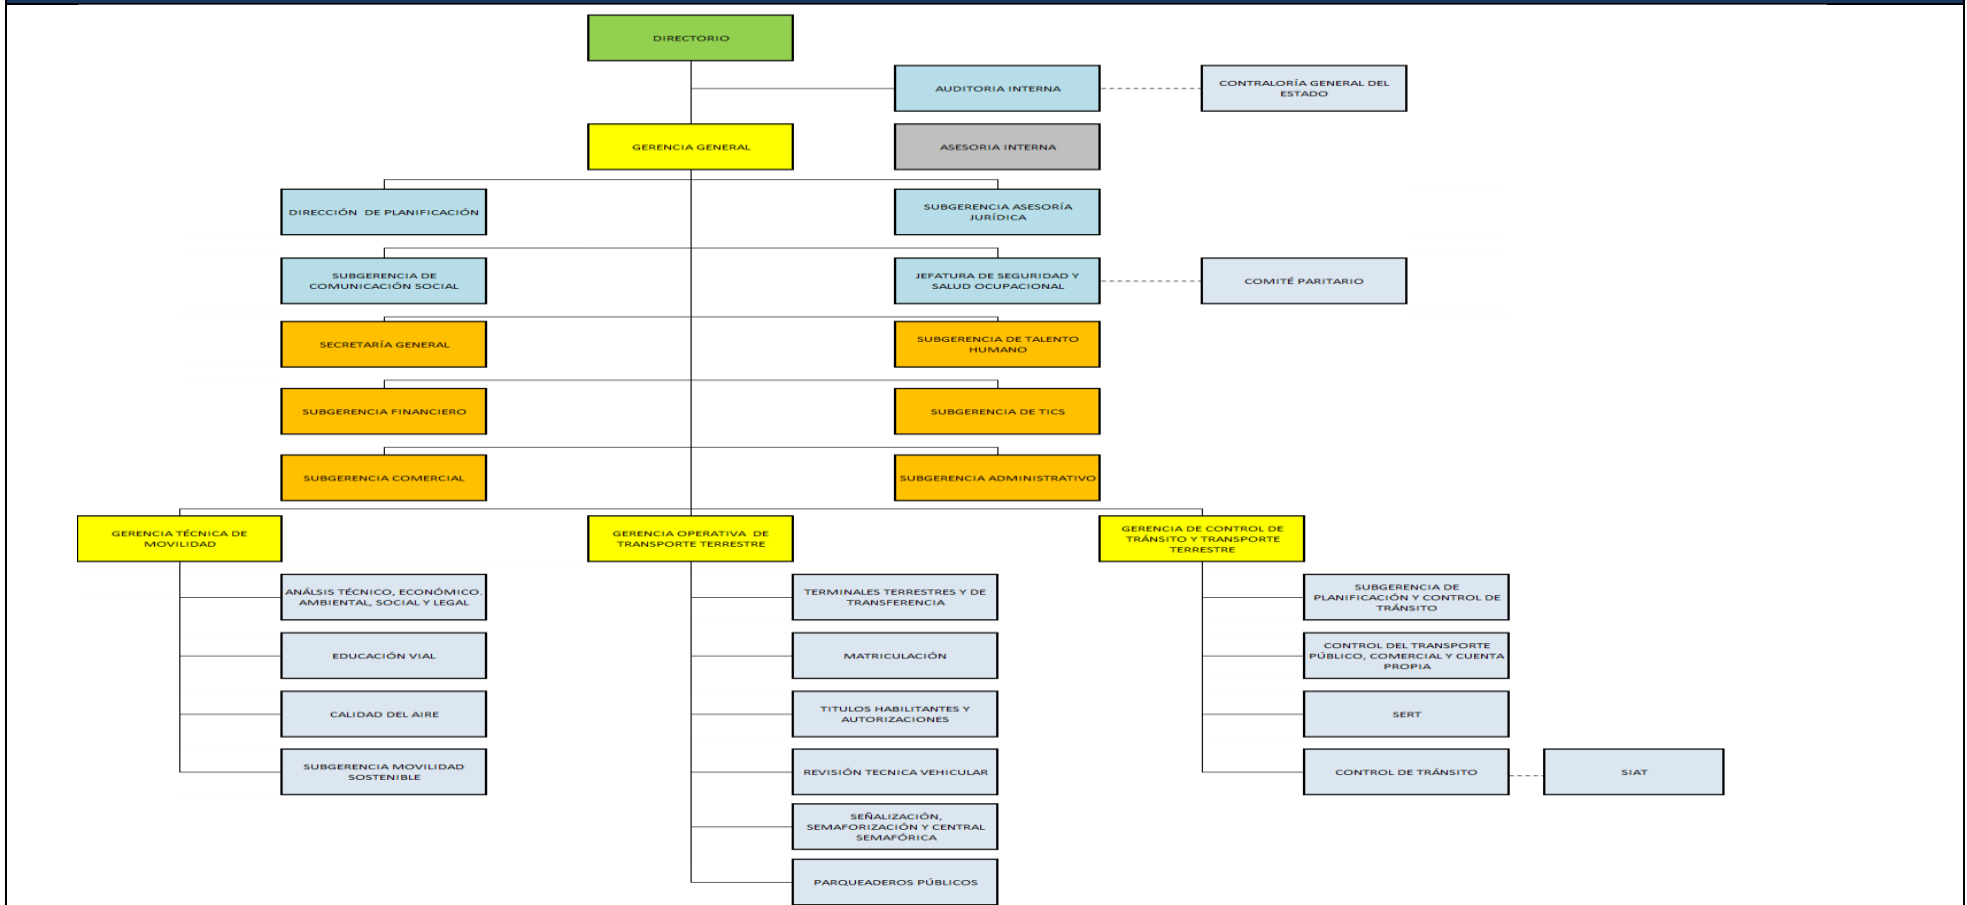 DIRECTORIO
AUDITORIA INTERNA
CONTRALORÍA GENERAL DEL
ESTADO
GERENCIA GENERAL
ASESORIA INTERNA
DIRECCIÓN DE PLANIFICACIÓN
SUBGERENCIA ASESORÍA
JURÍDICA
SUBGERENCIA DE
COMUNICACIÓN SOCIAL
JEFATURA DE SEGURIDAD Y
SALUD OCUPACIONAL
COMITÉ PARITARIO
SECRETARÍA GENERAL
SUBGERENCIA DE TALENTO
HUMANO
SUBGERENCIA FINANCIERO
SUBGERENCIA DE TICS
SUBGERENCIA COMERCIAL
SUBGERENCIA ADMINISTRATIVO
GERENCIA TÉCNICA DE
MOVILIDAD
GERENCIA OPERATIVA DE
TRANSPORTE TERRESTRE
GERENCIA DE CONTROL DE
TRÁNSITO Y TRANSPORTE
TERRESTRE
ANÁLSIS TÉCNICO, ECONÓMICO.
AMBIENTAL, SOCIAL Y LEGAL
TERMINALES TERRESTRES Y DE
TRANSFERENCIA
SUBGERENCIA DE
PLANIFICACIÓN Y CONTROL DE
TRÁNSITO
EDUCACIÓN VIAL
MATRICULACIÓN
CONTROL DEL TRANSPORTE
PÚBLICO, COMERCIAL Y CUENTA
PROPIA
CALIDAD DEL AIRE
TITULOS HABILITANTES Y
AUTORIZACIONES
SERT
SUBGERENCIA MOVILIDAD
SOSTENIBLE
REVISIÓN TECNICA VEHICULAR
CONTROL DE TRÁNSITO
SIAT
SEÑALIZACIÓN,
SEMAFORIZACIÓN Y CENTRAL
SEMAFÓRICA
PARQUEADEROS PÚBLICOS